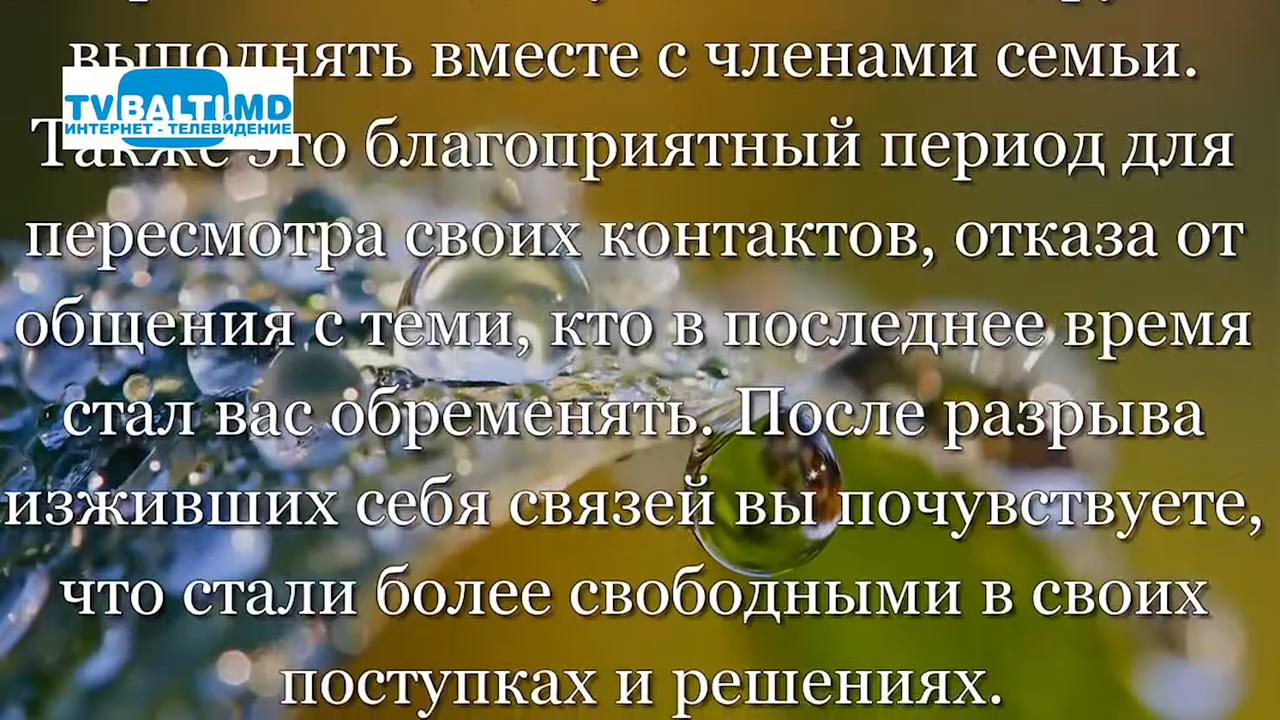 выполнять вместе с членами семьи.
TVBALTI.MD
ИНТЕРНЕТ - ТЕЛЕВИДЕНИЕ
Также это благоприятный период для
пересмотра своих контактов, отказа от
общения с теми, кто в последнее время
стал вас обременять. После разрыва
изживших себя связей вы почувствуете,
что стали более свободными в своих
поступках и решениях.